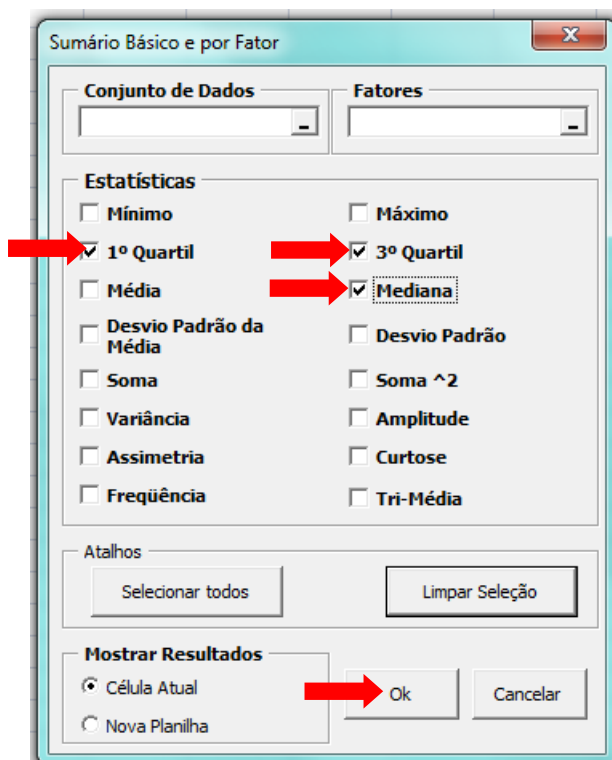 Sumário Básico e por Fator
Conjunto de Dados
Fatores
Estatísticas
Mínimo
Máximo
1º Quartil
3º Quartil
Média
Mediana
Desvio Padrão da
Média
Desvio Padrão
Soma
Soma ^2
Variância
Amplitude
Assimetria
Curtose
Freqüência
Tri-Média
Atalhos
Selecionar todos
Limpar Seleção
Mostrar Resultados
Célula Atual
Nova Planilha
Ok
Cancelar